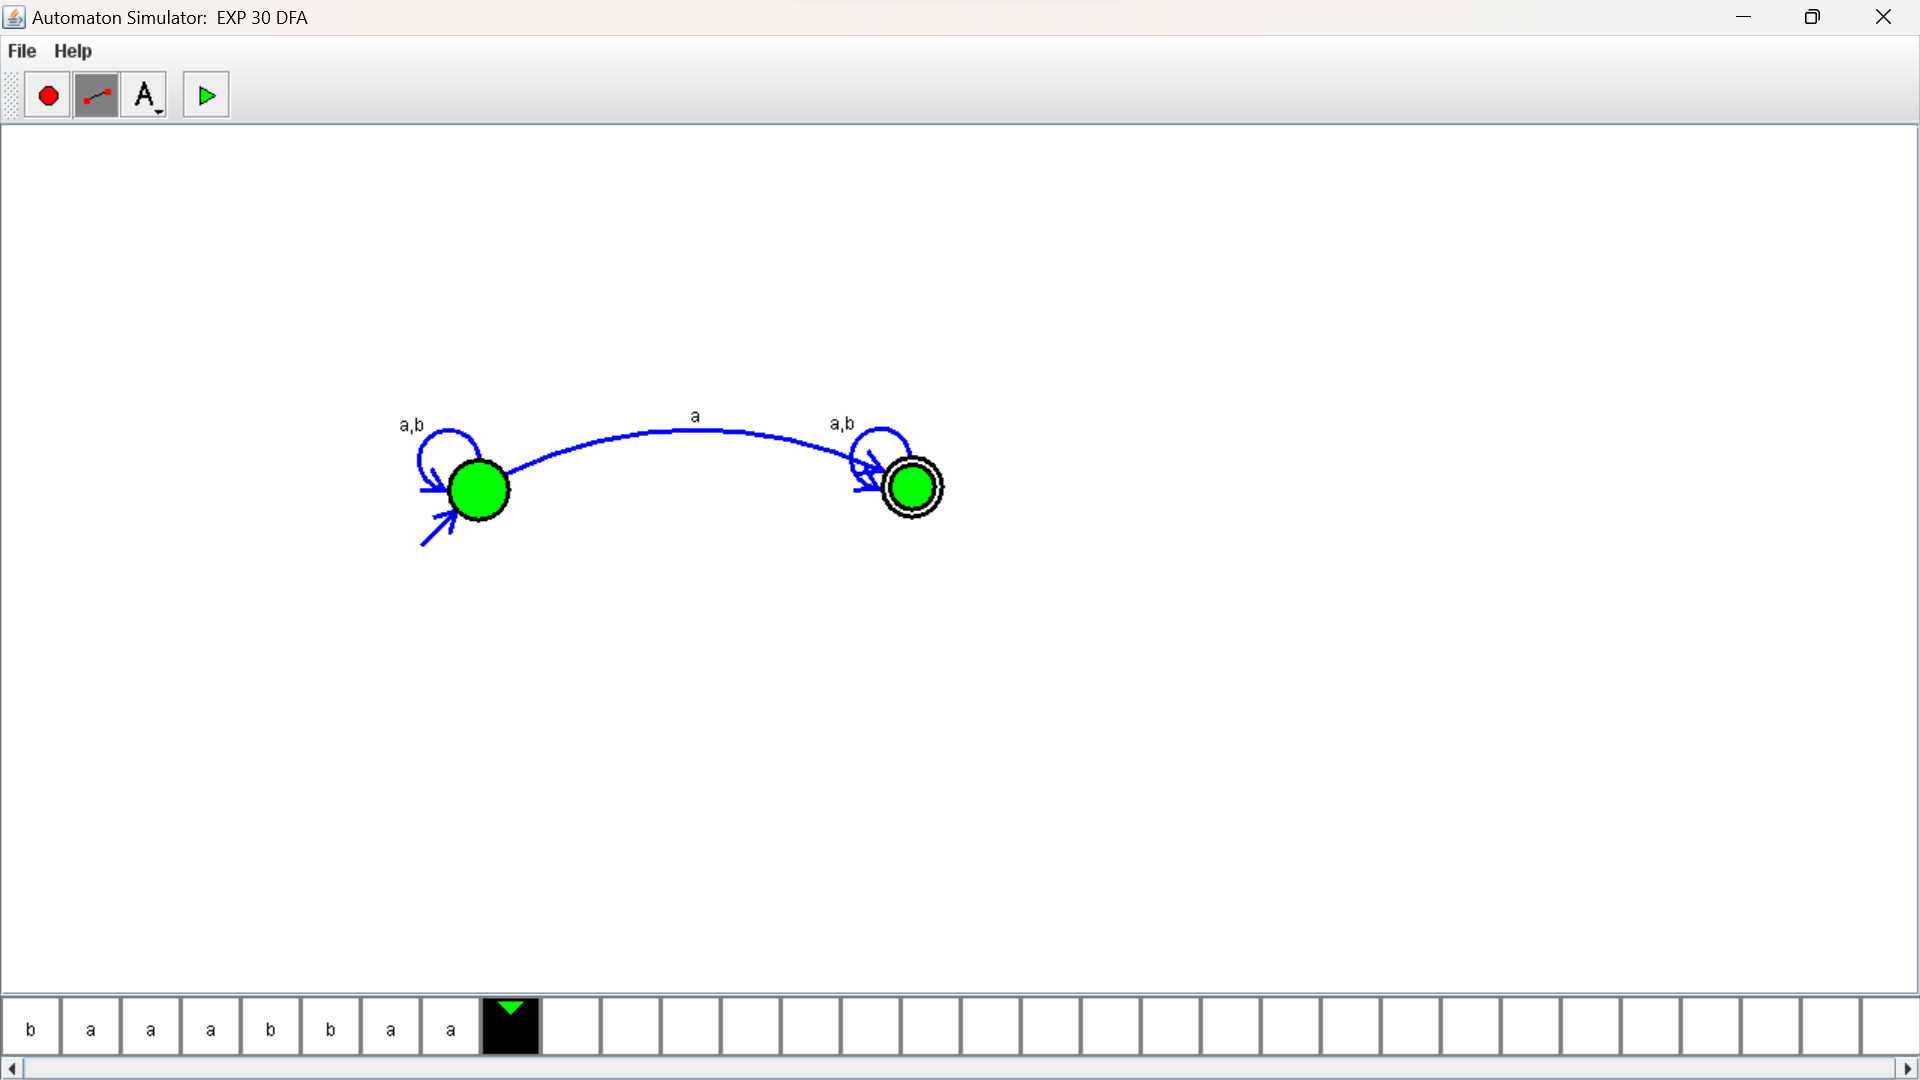 Automaton Simulator: EXP 30 DFA
File Help
A
a,b
a
a,b
b a a a b b a a